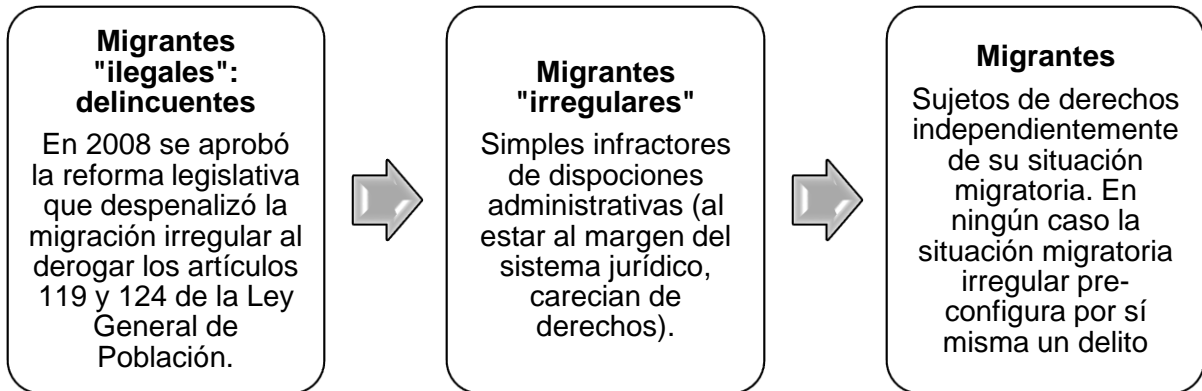 Migrantes
"ilegales":
delincuentes
En 2008 se aprobó
la reforma legislativa
que despenalizó la
migración irregular al
derogar los artículos
119 y 124 de la Ley
General de
Población.
Migrantes
"irregulares"
Simples infractores
de dispociones
administrativas (al
estar al margen del
sistema jurídico,
carecian de
derechos).
Migrantes
Sujetos de derechos
independientemente
de su situación
migratoria. En
ningún caso la
situación migratoria
irregular pre-
configura por sí
misma un delito